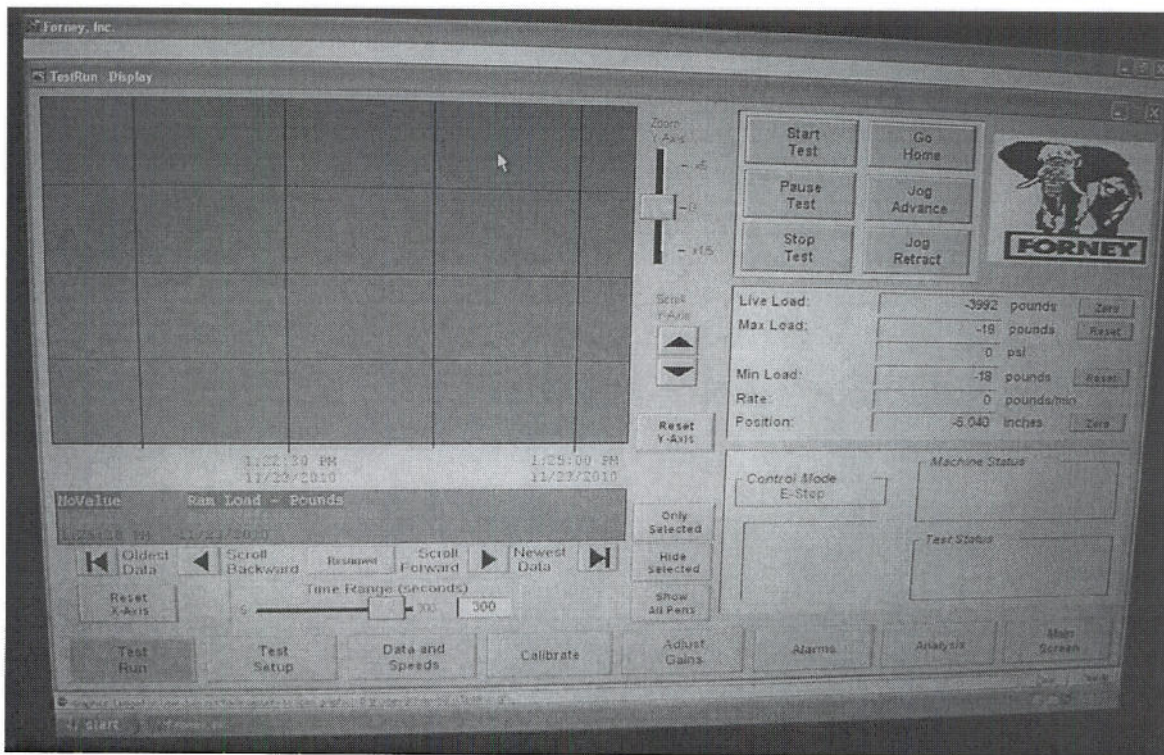 Forney, Inc.
TestRun - Display
Zoom
Y-Axis
Start
Test
Go
Home
Pause
Test
Jog
Advance
Stop
Test
Jog
Retract
FORNEY
Scroll
Y-Axis
Reset
Y-Axis
Live Load: -3992 pounds Zero
Max Load: -18 pounds Reset
0 psi
Min Load: -18 pounds Reset
Rate: 0 pounds/min
Position: -5.040 inches Zero
1:22:30 PM 1:25:00 PM
11/23/2010 11/23/2010
NoValue Ram Load - Pounds
11/23/2010
Control Mode
E-Stop
Machine Status
Test Status
Only
Selected
Hide
Selected
Show
All Pens
Oldest
Data
Scroll
Backward
Scroll
Forward
Newest
Data
Reset
X-Axis
Time Range (seconds)
300
Test
Run
Test
Setup
Data and
Speeds
Calibrate
Adjust
Gains
Alarms
Analysis
Main
Screen
start